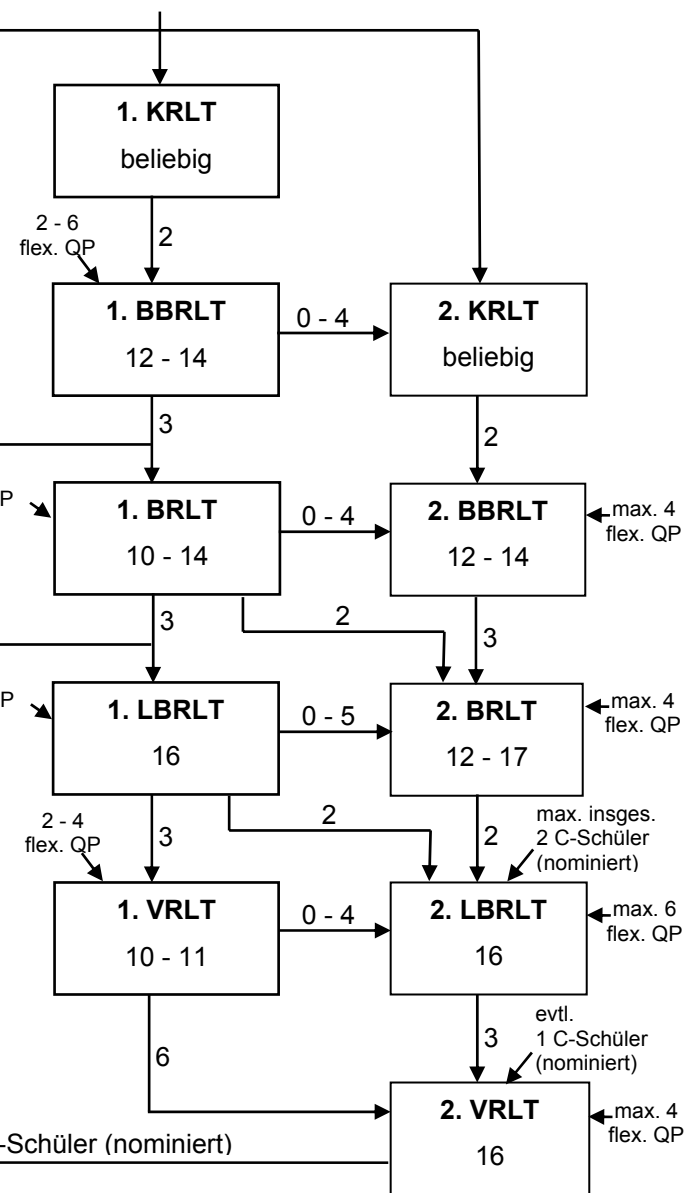 1. KRLT
beliebig
2 - 6
flex. QP
2
1. BBRLT
12 - 14
0 - 4
2. KRLT
beliebig
3
2
P
1. BRLT
10 - 14
0 - 4
2. BBRLT
12 - 14
max. 4
flex. QP
3
2
3
P
1. LBRLT
16
0 - 5
2. BRLT
12 - 17
max. 4
flex. QP
2 - 4
flex. QP
3
2
2
max. insges.
2 C-Schüler
(nominiert)
1. VRLT
10 - 11
0 - 4
2. LBRLT
16
max. 6
flex. QP
6
3
evtl.
1 C-Schüler
(nominiert)
2. VRLT
16
max. 4
flex. QP
-Schüler (nominiert)